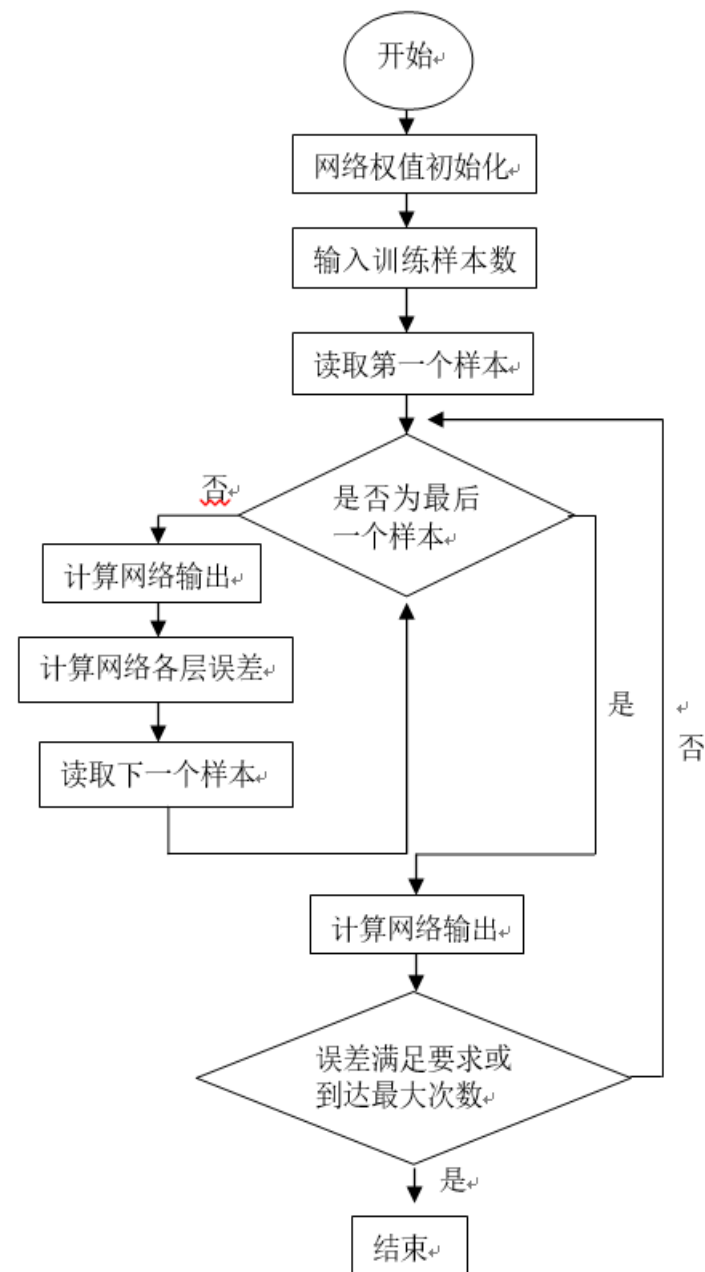 开始
网络权值初始化
输入训练样本数
读取第一个样本
否
是否为最后
一个样本
计算网络输出
计算网络各层误差
是
否
读取下一个样本
计算网络输出
误差满足要求或
到达最大次数
是
结束